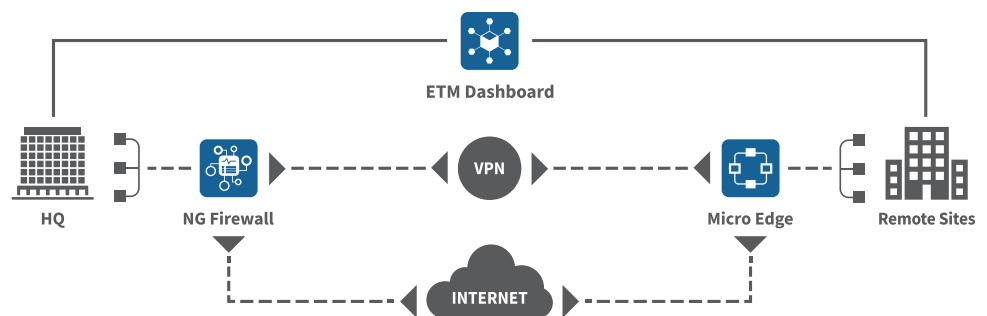 ETM Dashboard
VPN
HQ
NG Firewall
Micro Edge
Remote Sites
INTERNET